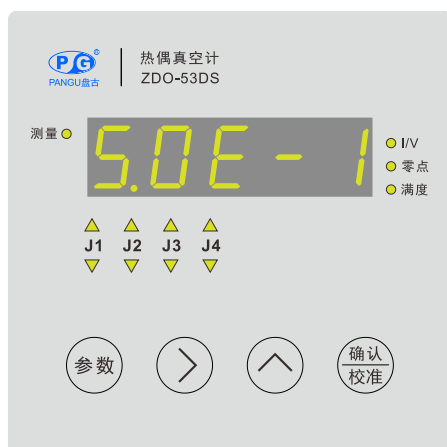 PG®
PANGU盘古
热偶真空计
ZDO-53DS
测量
5.0E-1
I/V
零点
满度
J1 J2 J3 J4
参数
确认
校准